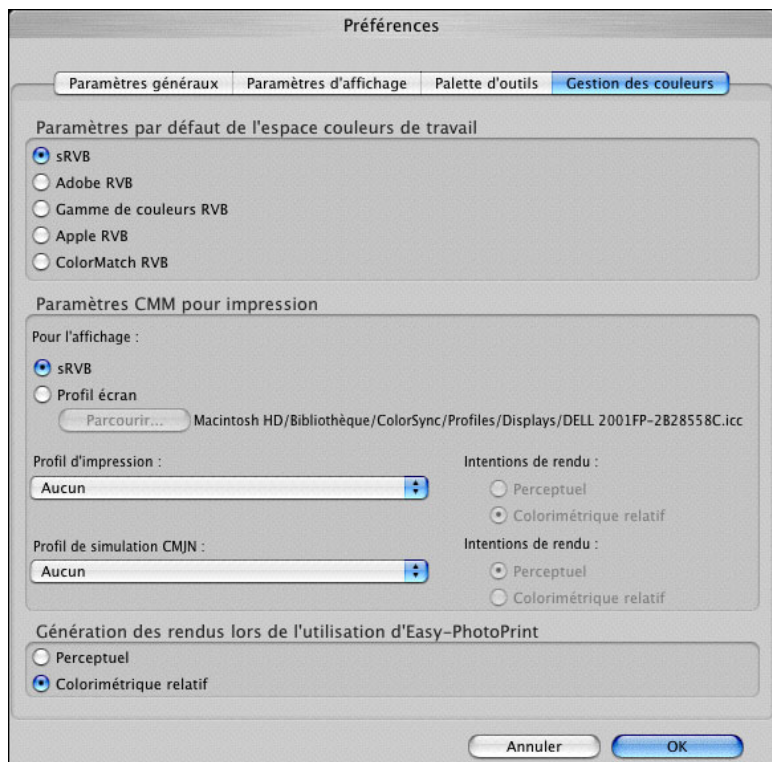 Préférences
Paramètres généraux Paramètres d'affichage Palette d'outils Gestion des couleurs
Paramètres par défaut de l'espace couleurs de travail
sRVB
Adobe RVB
Gamme de couleurs RVB
Apple RVB
ColorMatch RVB
Paramètres CMM pour impression
Pour l'affichage :
sRVB
Profil écran
Parcourir... Macintosh HD/Bibliothèque/ColorSync/Profiles/Displays/DELL 2001FP-2B28558C.icc
Profil d'impression : Intentions de rendu :
Aucun Perceptuel
Colorimétrique relatif
Profil de simulation CMJN : Intentions de rendu :
Aucun Perceptuel
Colorimétrique relatif
Génération des rendus lors de l'utilisation d'Easy-PhotoPrint
Perceptuel
Colorimétrique relatif
Annuler OK